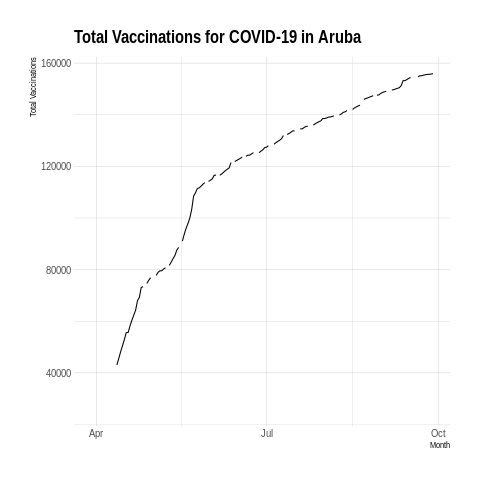 Total Vaccinations for COVID-19 in Aruba
Total Vaccinations
160000
120000
80000
40000
Apr
Jul
Oct
Month